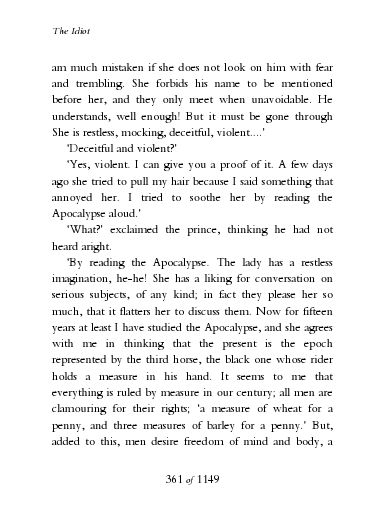 The Idiot
am much mistaken if she does not look on him with fear
and trembling. She forbids his name to be mentioned
before her, and they only meet when unavoidable. He
understands, well enough! But it must be gone through
She is restless, mocking, deceitful, violent....'
'Deceitful and violent?'
'Yes, violent. I can give you a proof of it. A few days
ago she tried to pull my hair because I said something that
annoyed her. I tried to soothe her by reading the
Apocalypse aloud.'
'What?' exclaimed the prince, thinking he had not
heard aright.
'By reading the Apocalypse. The lady has a restless
imagination, he-he! She has a liking for conversation on
serious subjects, of any kind; in fact they please her so
much, that it flatters her to discuss them. Now for fifteen
years at least I have studied the Apocalypse, and she agrees
with me in thinking that the present is the epoch
represented by the third horse, the black one whose rider
holds a measure in his hand. It seems to me that
everything is ruled by measure in our century; all men are
clamouring for their rights; 'a measure of wheat for a
penny, and three measures of barley for a penny.' But,
added to this, men desire freedom of mind and body, a
361 of 1149